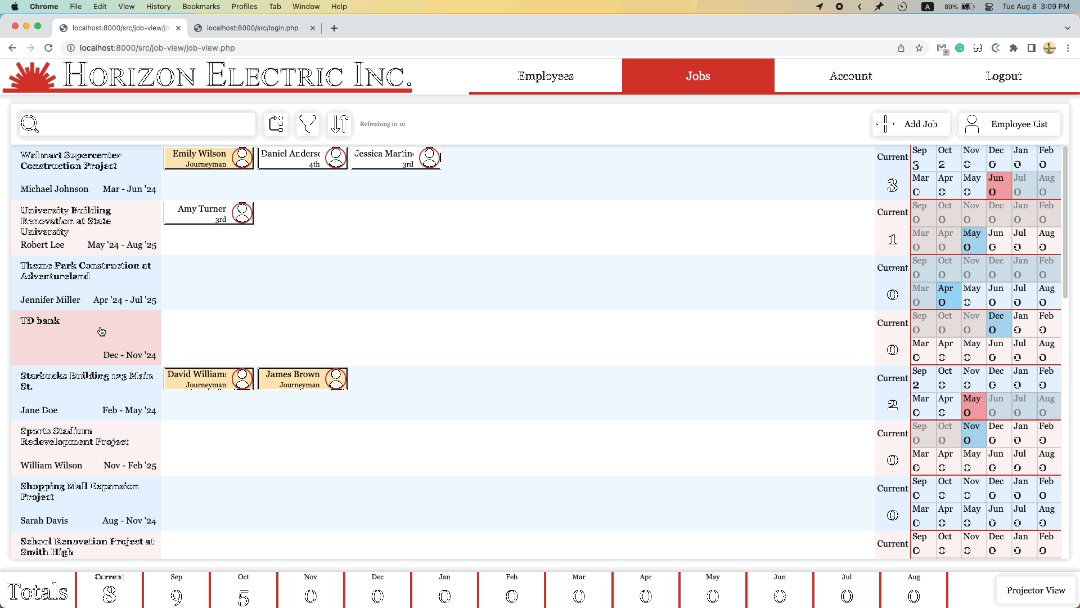 Chrome File Edit View History Bookmarks Profiles Tab Window Help A 80% Tue Aug 8 3:09 PM
localhost:8000/src/job-view/jo × localhost:8000/src/login.php × +
localhost:8000/src/job-view/job-view.php
HORIZON ELECTRIC INC. Employees Jobs Account Logout
Refreshing in 10 Add Job Employee List
Walmart Supercenter
Construction Project
Michael Johnson Mar - Jun '24
Emily Wilson
Journeyman
Daniel Anders
4th
Jessica Martin
3rd
Current
3
Sep Oct Nov Dec Jan Feb
3 2 0 0 0 0
Mar Apr May Jun Jul Aug
0 0 0 0 0 0
University Building
Renovation at State
University
Robert Lee May '24 - Aug '25
Amy Turner
3rd
Current
1
Sep Oct Nov Dec Jan Feb
0 0 0 0 0 0
Mar Apr May Jun Jul Aug
0 0 0 0 0 0
Theme Park Construction at
Adventureland
Jennifer Miller Apr '24 - Jul '25
Current
0
Sep Oct Nov Dec Jan Feb
0 0 0 0 0 0
Mar Apr May Jun Jul Aug
0 0 0 0 0 0
TD bank
Dec - Nov '24
Current
0
Sep Oct Nov Dec Jan Feb
0 0 0 0 0 0
Mar Apr May Jun Jul Aug
0 0 0 0 0 0
Starbucks Building 123 Main
St.
Jane Doe Feb - May '24
David William
Journeyman
James Brown
Journeyman
Current
2
Sep Oct Nov Dec Jan Feb
2 0 0 0 0 0
Mar Apr May Jun Jul Aug
0 0 0 0 0 0
Sports Stadium
Redevelopment Project
William Wilson Nov - Feb '25
Current
0
Sep Oct Nov Dec Jan Feb
0 0 0 0 0 0
Mar Apr May Jun Jul Aug
0 0 0 0 0 0
Shopping Mall Expansion
Project
Sarah Davis Aug - Nov '24
Current
0
Sep Oct Nov Dec Jan Feb
0 0 0 0 0 0
Mar Apr May Jun Jul Aug
0 0 0 0 0 0
School Renovation Project at
Smith High
Current
Sep Oct Nov Dec Jan Feb
0 0 0 0 0 0
Totals
Current Sep Oct Nov Dec Jan Feb Mar Apr May Jun Jul Aug
8 9 5 0 0 0 0 0 0 0 0 0 0
Projector View